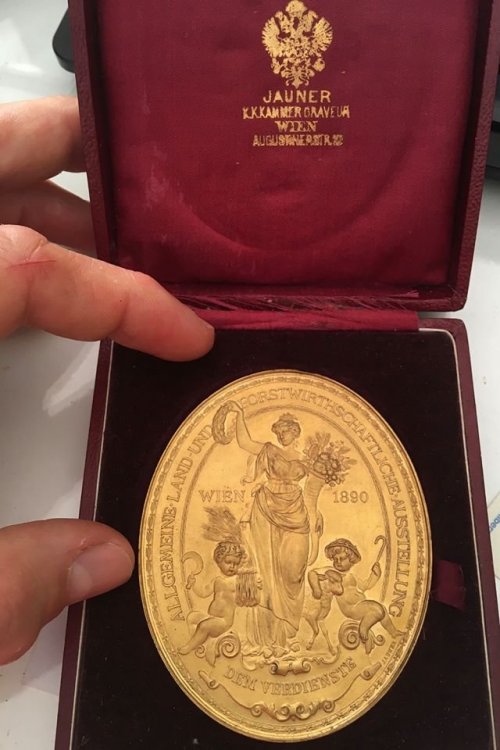 JAUNER
K.K.KAMMER GRAVEUR
WIEN
AUGUSTINERSTR. 12
ALLGEMEINE·LAND-UND FORSTWIRTHSCHAFTLICHE·AUSSTELLUNG
WIEN 1890
DEM VERDIENSTE